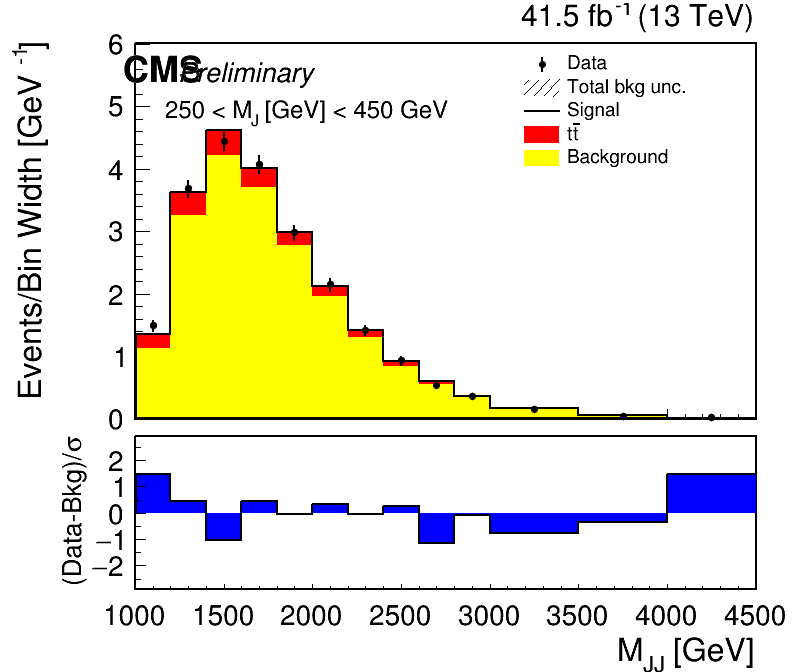 41.5 fb⁻¹ (13 TeV)
CMS Preliminary
250 < M_J [GeV] < 450 GeV
Data
Total bkg unc.
Signal
tt̄
Background
Events/Bin Width [GeV⁻¹]
6
5
4
3
2
1
0
(Data-Bkg)/σ
2
1
0
−1
−2
1000 1500 2000 2500 3000 3500 4000 4500
M_JJ [GeV]